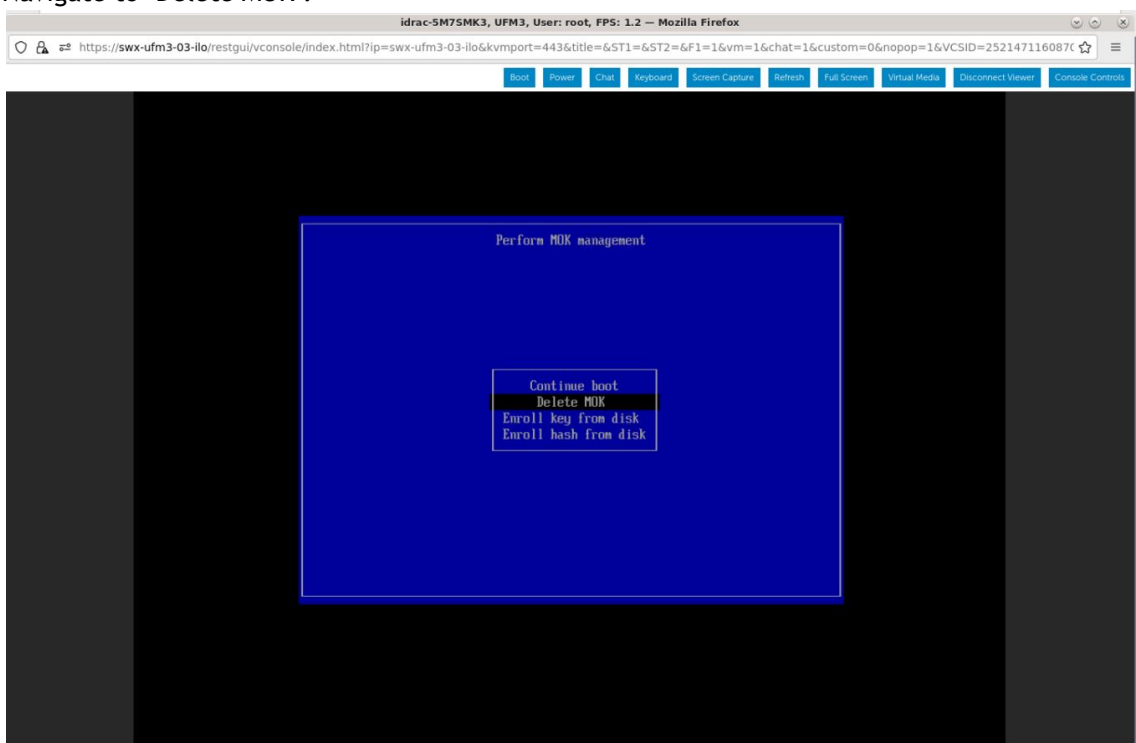 Navigate to "Delete MOK".
idrac-5M7SMK3, UFM3, User: root, FPS: 1.2 — Mozilla Firefox
https://swx-ufm3-03-ilo/restgui/vconsole/index.html?ip=swx-ufm3-03-ilo&kvmport=443&title=&ST1=&ST2=&F1=1&vm=1&chat=1&custom=0&nopop=1&VCSID=252147116087
Boot Power Chat Keyboard Screen Capture Refresh Full Screen Virtual Media Disconnect Viewer Console Controls
Perform MOK management
Continue boot
Delete MOK
Enroll key from disk
Enroll hash from disk